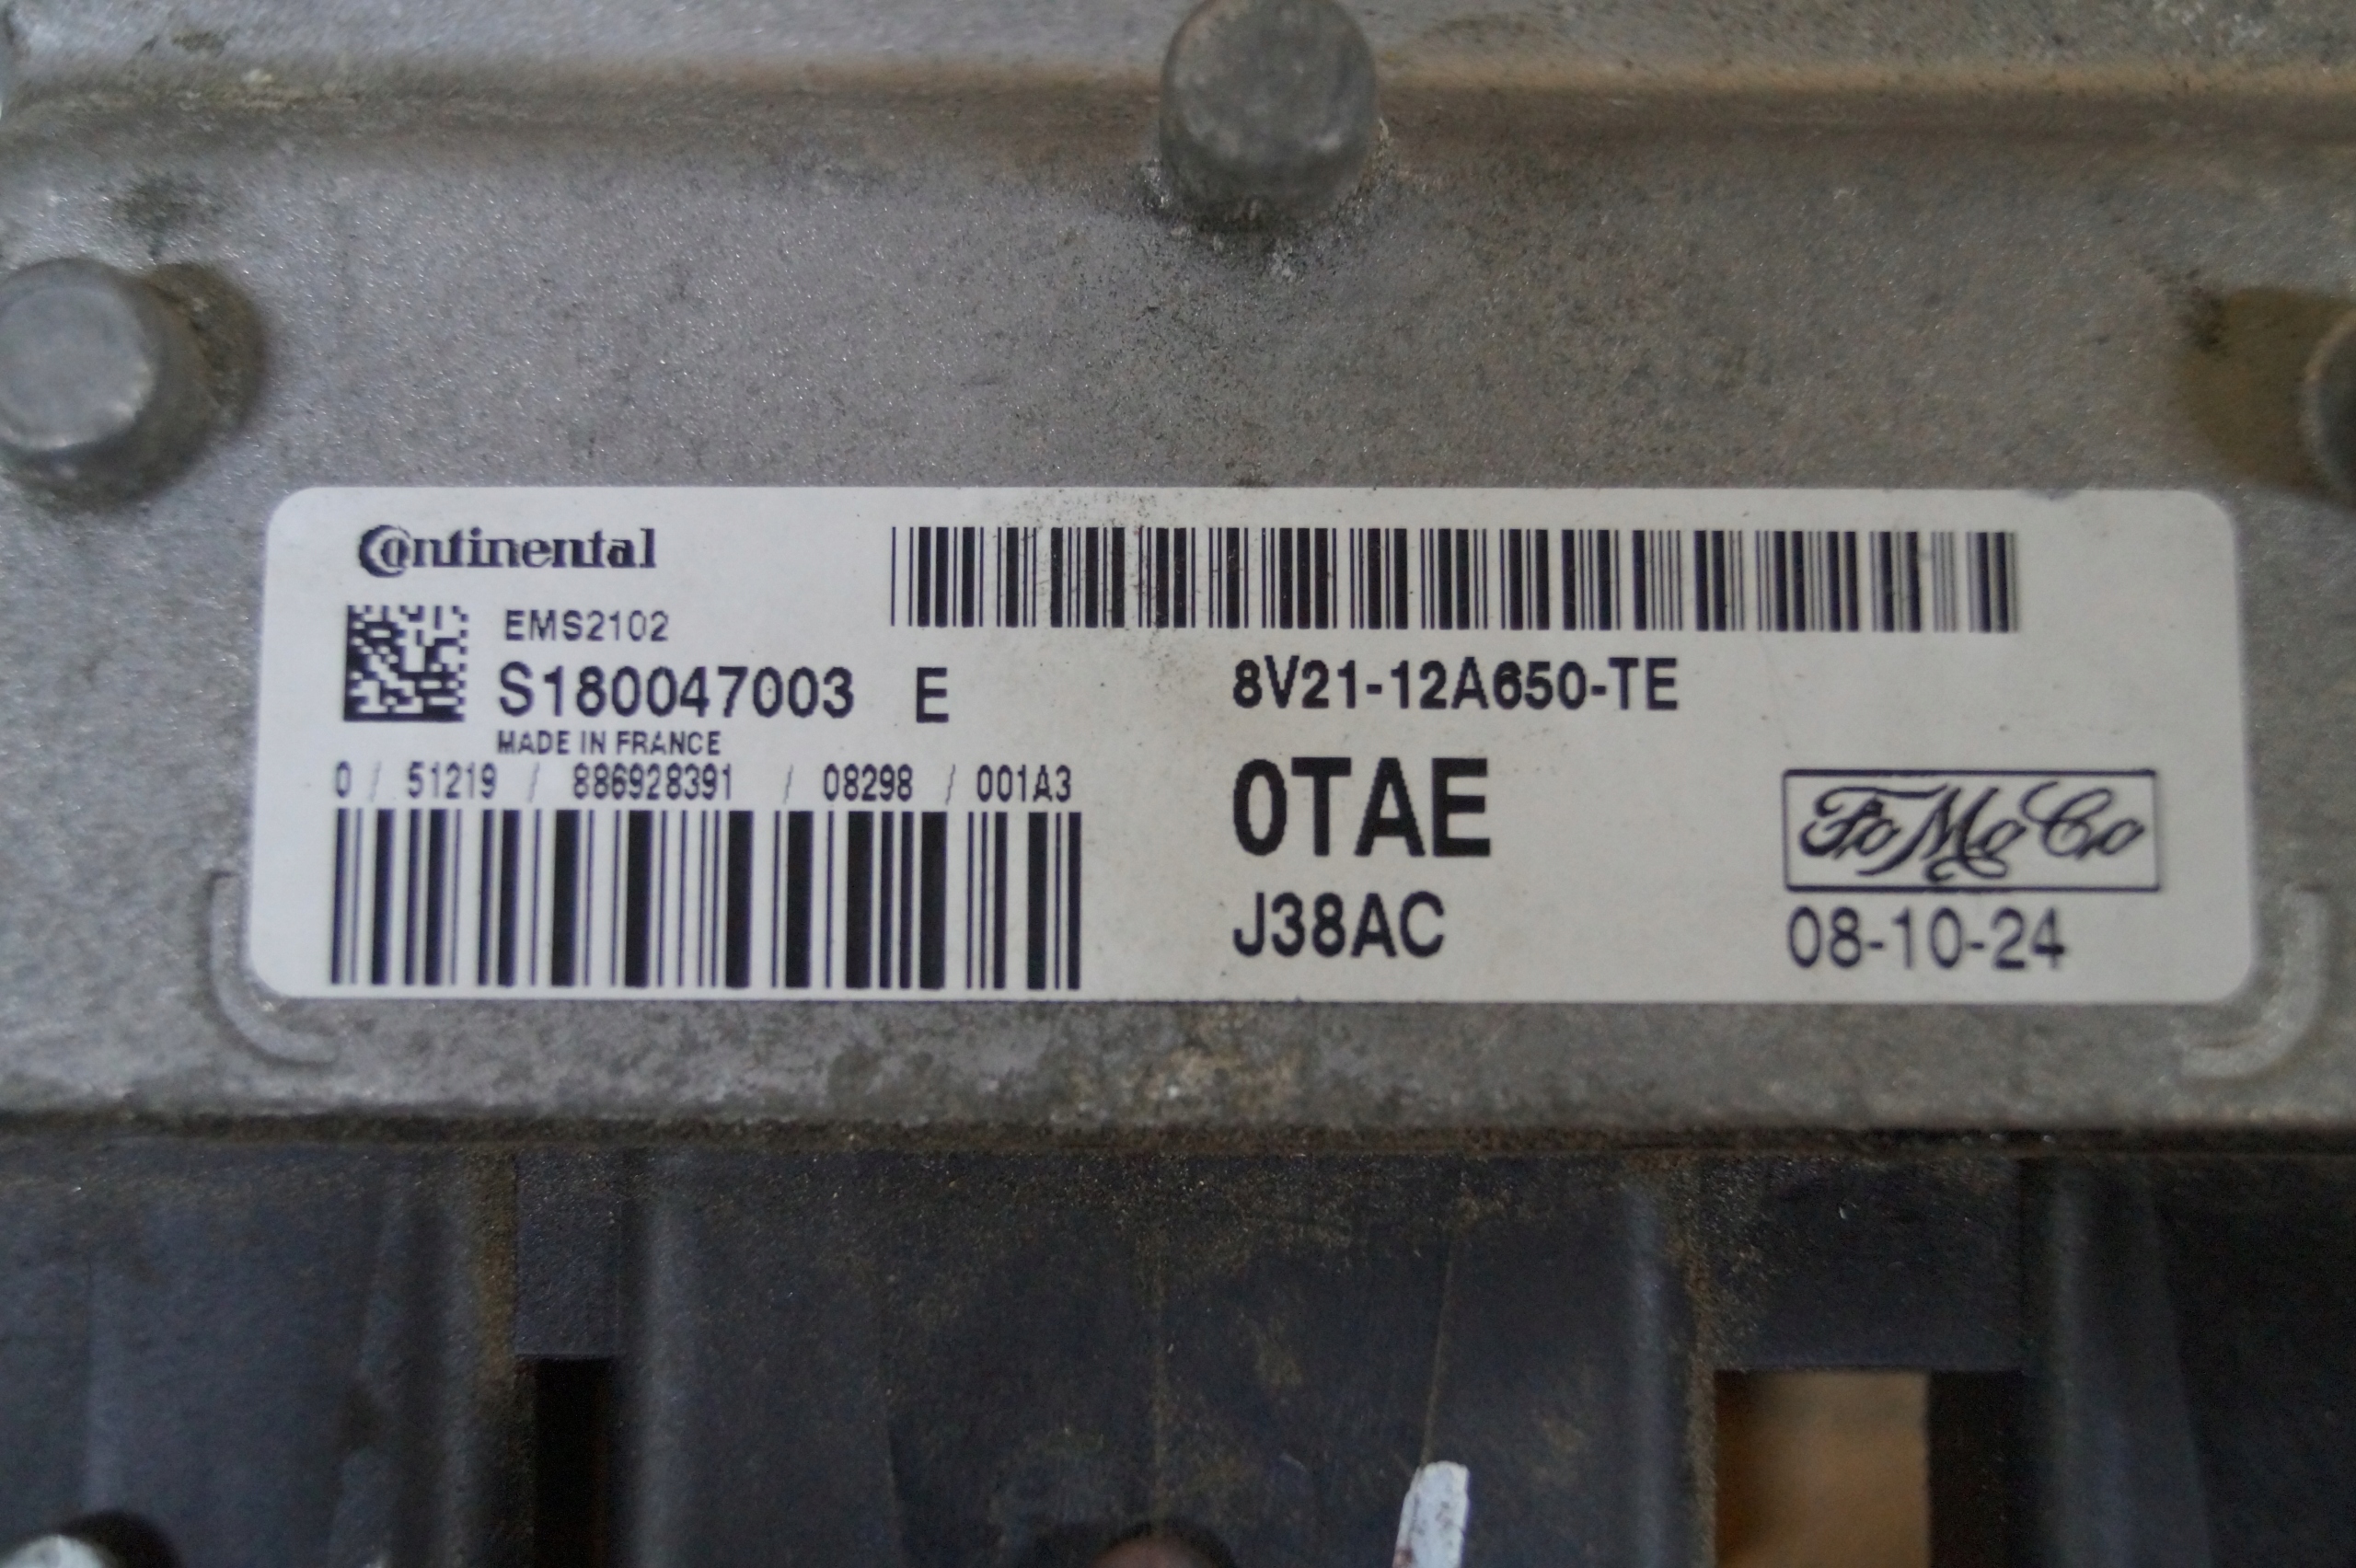 Continental
EMS2102
S180047003 E
MADE IN FRANCE
0 / 51219 / 886928391 / 08298 / 001A3
8V21-12A650-TE
0TAE
J38AC
FoMoCo
08-10-24